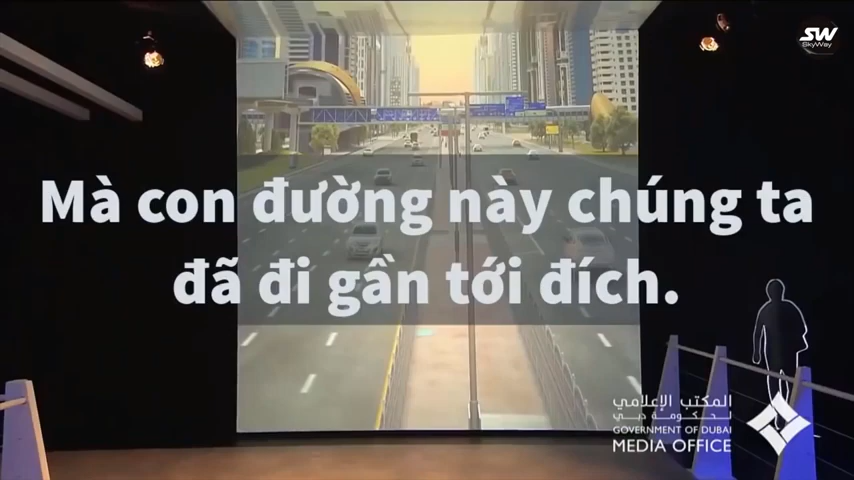 SW
SkyWay
Mà con đường này chúng ta
đã đi gần tới đích.
المكتب الإعلامي
لحكومة دبي
GOVERNMENT OF DUBAI
MEDIA OFFICE